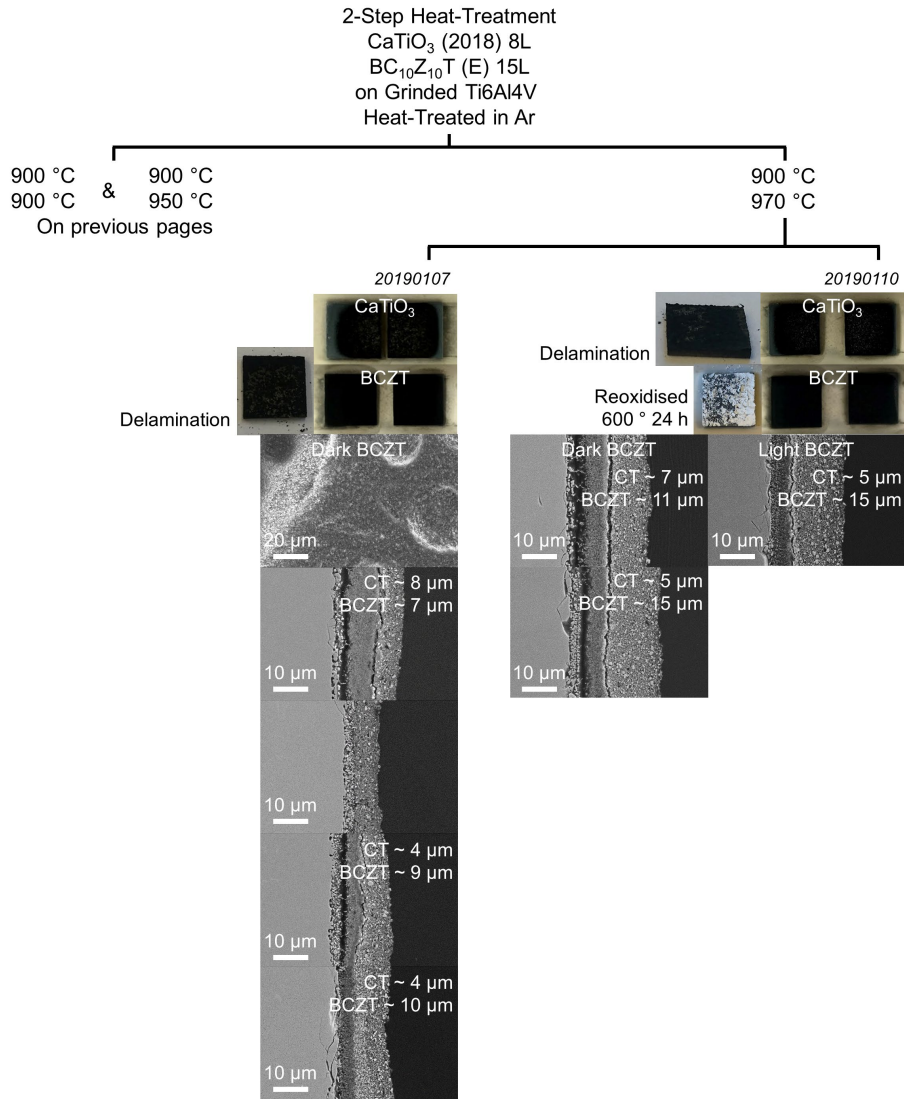 2-Step Heat-Treatment
CaTiO₃ (2018) 8L
BC₁₀Z₁₀T (E) 15L
on Grinded Ti6Al4V
Heat-Treated in Ar
900 °C & 900 °C
900 °C 950 °C
On previous pages
900 °C
970 °C
20190107
CaTiO₃
BCZT
Delamination
Dark BCZT
20 µm
CT ~ 8 µm
BCZT ~ 7 µm
10 µm
10 µm
CT ~ 4 µm
BCZT ~ 9 µm
10 µm
CT ~ 4 µm
BCZT ~ 10 µm
10 µm
20190110
CaTiO₃
Delamination
BCZT
Reoxidised
600 ° 24 h
Dark BCZT
CT ~ 7 µm
BCZT ~ 11 µm
10 µm
Light BCZT
CT ~ 5 µm
BCZT ~ 15 µm
10 µm
CT ~ 5 µm
BCZT ~ 15 µm
10 µm